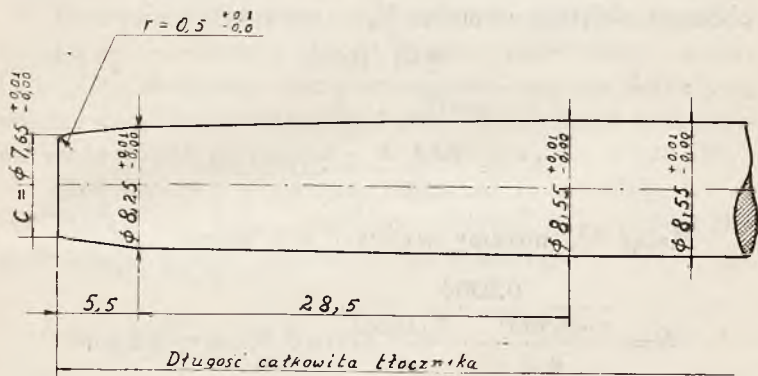 r = 0,5 +0,1 -0,0
C = ϕ 7,65 +0,01 -0,00
ϕ 8,25 +0,01 -0,00
ϕ 8,55 +0,01 -0,00
ϕ 8,55 +0,01 -0,00
5,5
28,5
Długość całkowita tłocznika